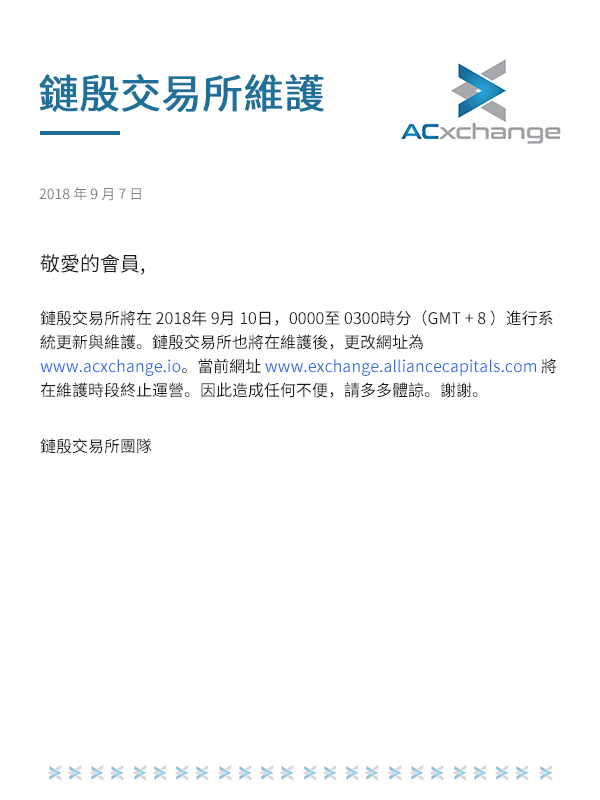 鏈殷交易所維護
ACxchange
2018 年 9 月 7 日
敬愛的會員,
鏈殷交易所將在 2018年 9月 10日，0000至 0300時分（GMT + 8 ）進行系
統更新與維護。鏈殷交易所也將在維護後，更改網址為
www.acxchange.io。當前網址 www.exchange.alliancecapitals.com 將
在維護時段終止運營。因此造成任何不便，請多多體諒。謝謝。
鏈殷交易所團隊